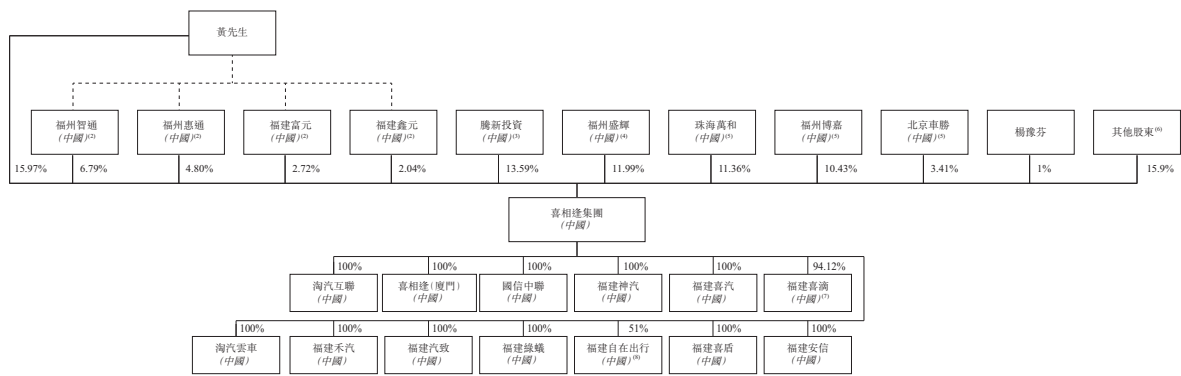 黃先生
福州智通
(中國)(2)
福州惠通
(中國)(2)
福建富元
(中國)(2)
福建鑫元
(中國)(2)
騰新投資
(中國)(3)
福州盛輝
(中國)(4)
珠海萬和
(中國)(5)
福州博嘉
(中國)(5)
北京車勝
(中國)(5)
楊豫芬
其他股東(6)
15.97%
6.79%
4.80%
2.72%
2.04%
13.59%
11.99%
11.36%
10.43%
3.41%
1%
15.9%
喜相逢集團
(中國)
100%
100%
100%
100%
100%
94.12%
淘汽互聯
(中國)
喜相逢(廈門)
(中國)
國信中聯
(中國)
福建神汽
(中國)
福建喜汽
(中國)
福建喜滴
(中國)(7)
100%
100%
100%
100%
51%
100%
100%
淘汽雲車
(中國)
福建禾汽
(中國)
福建汽致
(中國)
福建綠蟻
(中國)
福建自在出行
(中國)(8)
福建喜盾
(中國)
福建安信
(中國)